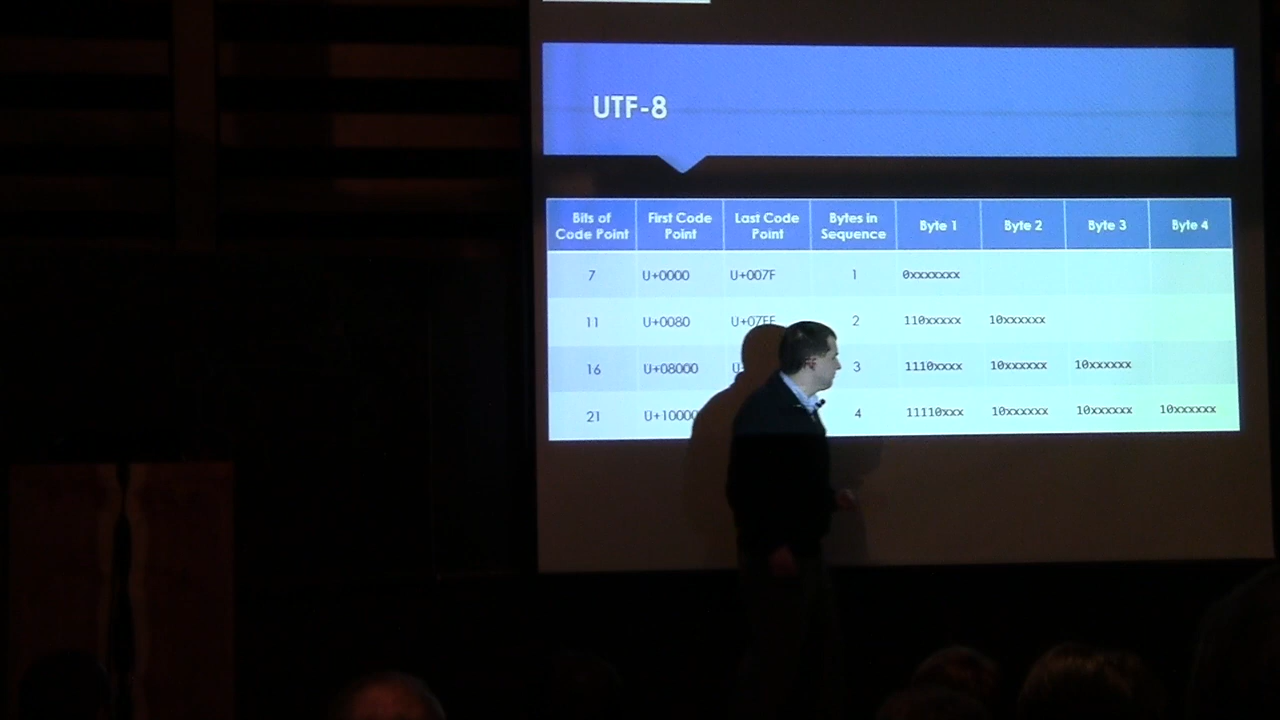 UTF-8
Bits of Code Point First Code Point Last Code Point Bytes in Sequence Byte 1 Byte 2 Byte 3 Byte 4
7 U+0000 U+007F 1 0xxxxxxx
11 U+0080 U+07FF 2 110xxxxx 10xxxxxx
16 U+08000 3 1110xxxx 10xxxxxx 10xxxxxx
21 U+10000 4 11110xxx 10xxxxxx 10xxxxxx 10xxxxxx